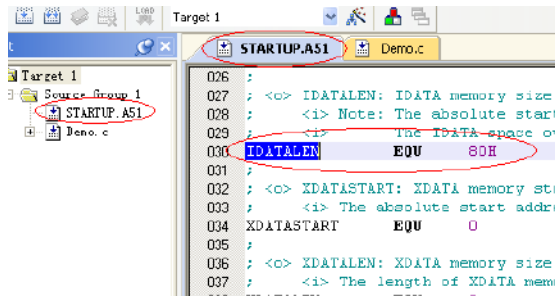 LOAD
Target 1
STARTUP.A51 Demo.c
Target 1
Source Group 1
STARTUP.A51
Demo.c
026 ;
027 ; <o> IDATALEN: IDATA memory size
028 ; <i> Note: The absolute start
029 ; <i> The IDATA space ov
030 IDATALEN EQU 80H
031 ;
032 ; <o> XDATASTART: XDATA memory st
033 ; <i> The absolute start addre
034 XDATASTART EQU 0
035 ;
036 ; <o> XDATALEN: XDATA memory size
037 ; <i> The length of XDATA memo